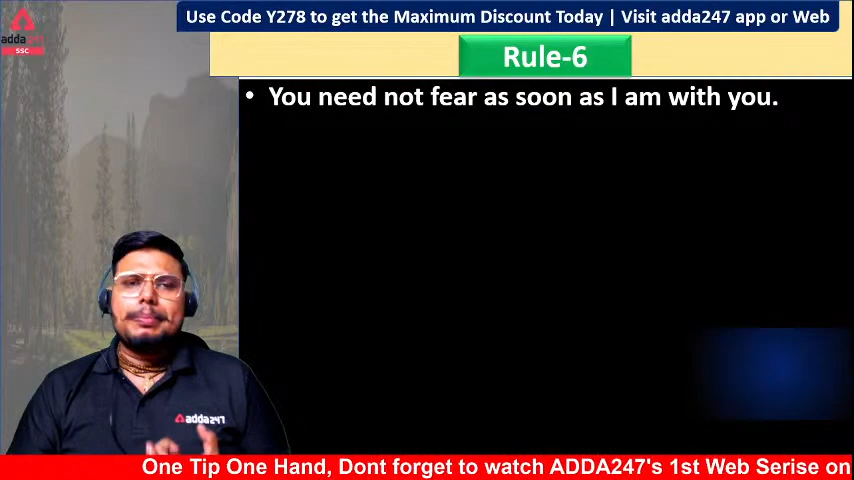 Use Code Y278 to get the Maximum Discount Today | Visit adda247 app or Web
adda247
SSC
Rule-6
• You need not fear as soon as I am with you.
adda247
One Tip One Hand, Dont forget to watch ADDA247's 1st Web Serise on